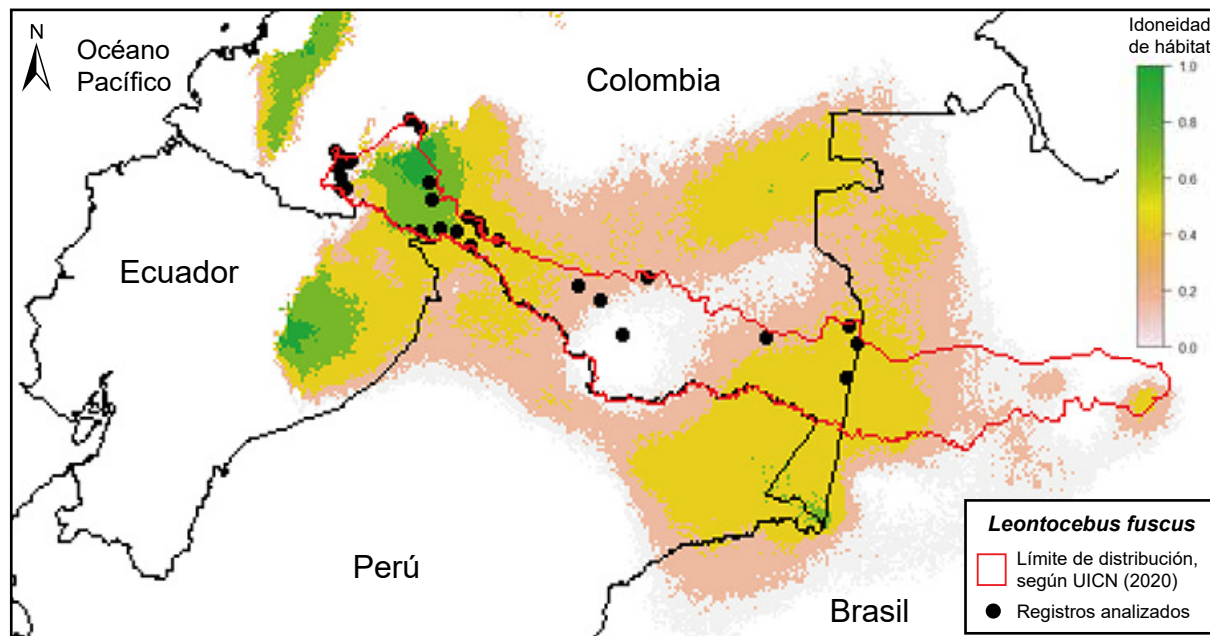 N
Océano
Pacífico
Colombia
Idoneidad
de hábitat
1.0
0.8
0.6
0.4
0.2
0.0
Ecuador
Perú
Brasil
Leontocebus fuscus
Límite de distribución,
según UICN (2020)
Registros analizados